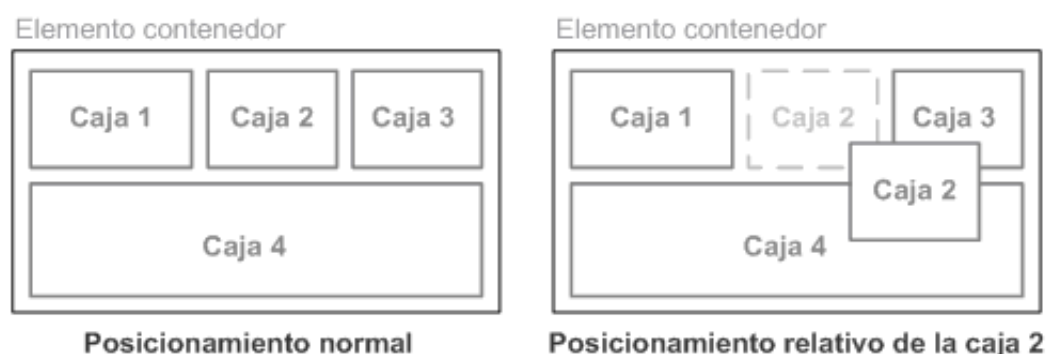 Elemento contenedor
Caja 1 Caja 2 Caja 3
Caja 4
Posicionamiento normal
Elemento contenedor
Caja 1 Caja 2 Caja 3
Caja 2
Caja 4
Posicionamiento relativo de la caja 2